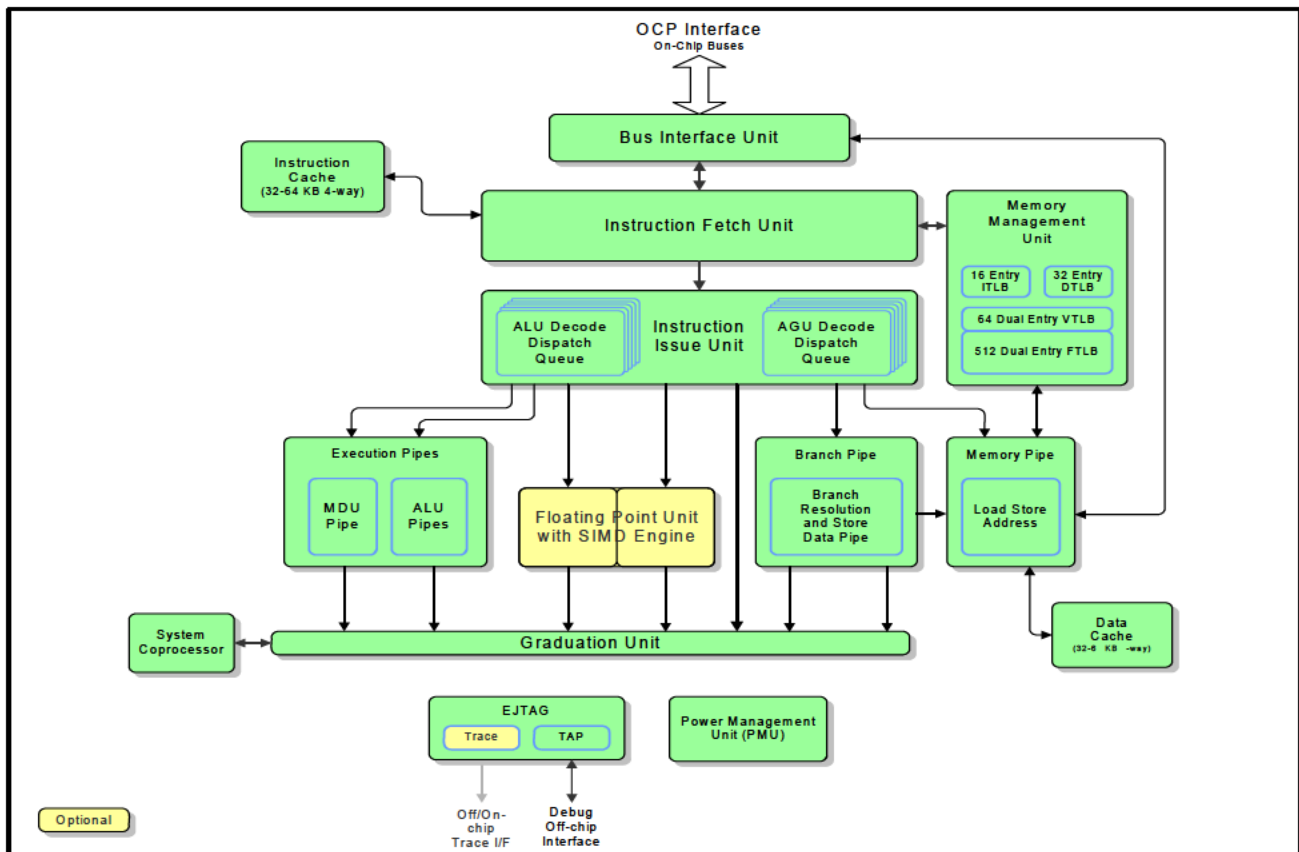 OCP Interface
On-Chip Buses
Bus Interface Unit
Instruction
Cache
(32-64 KB 4-way)
Instruction Fetch Unit
Memory
Management
Unit
16 Entry
ITLB
32 Entry
DTLB
64 Dual Entry VTLB
512 Dual Entry FTLB
ALU Decode
Dispatch
Queue
Instruction
Issue Unit
AGU Decode
Dispatch
Queue
Execution Pipes
MDU
Pipe
ALU
Pipes
Floating Point Unit
with SIMD Engine
Branch Pipe
Branch
Resolution
and Store
Data Pipe
Memory Pipe
Load Store
Address
System
Coprocessor
Graduation Unit
Data
Cache
(32-6 KB -way)
EJTAG
Trace
TAP
Power Management
Unit (PMU)
Off/On-
chip
Trace I/F
Debug
Off-chip
Interface
Optional